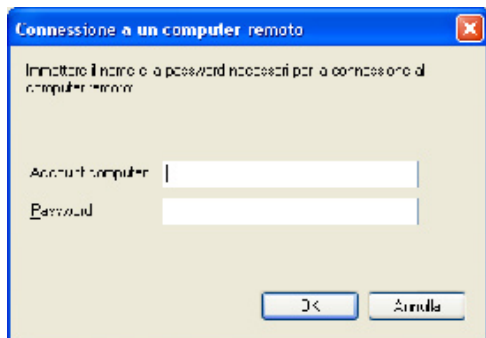 Connessione a un computer remoto
Immettere il nome e la password necessari per la connessione al
computer remoto:
Account computer:
Password:
OK
Annulla